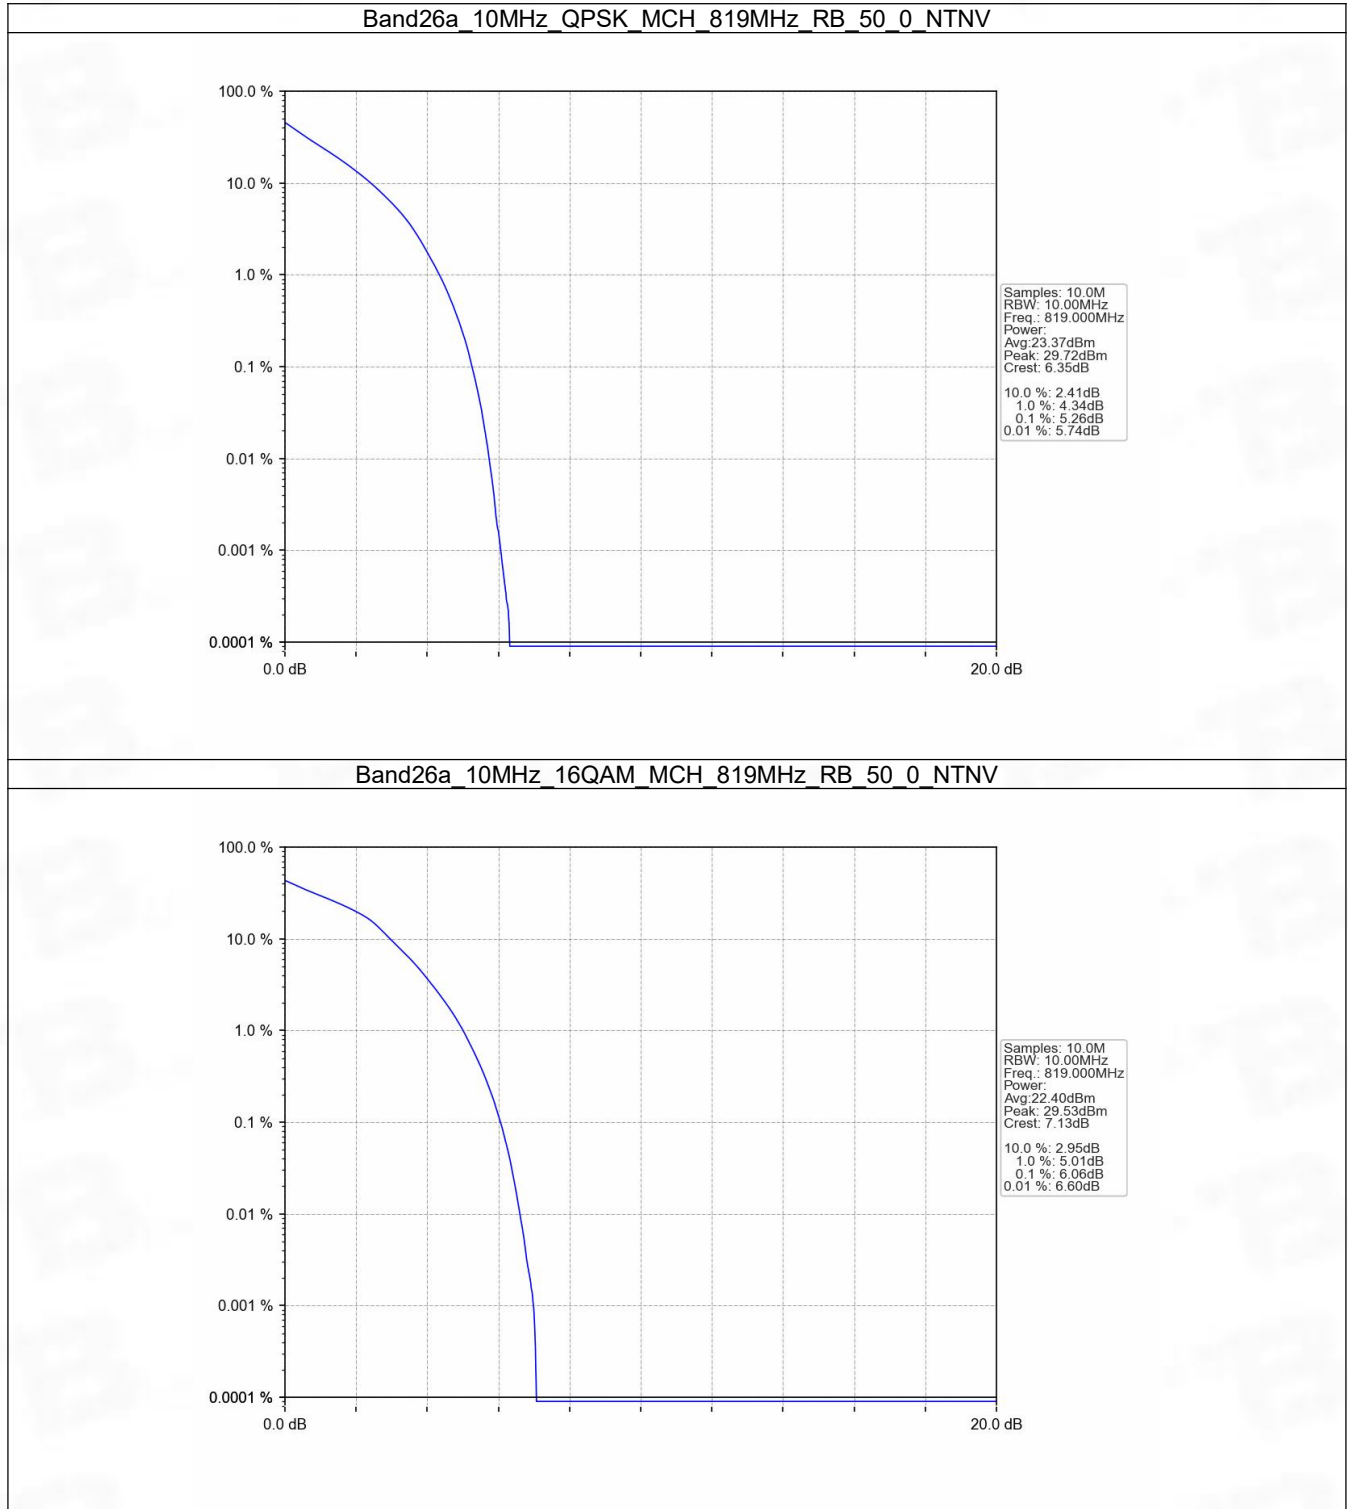 Band26a_10MHz_QPSK_MCH_819MHz_RB_50_0_NTNV
100.0 %
10.0 %
1.0 %
0.1 %
0.01 %
0.001 %
0.0001 %
0.0 dB
20.0 dB
Samples: 10.0M
RBW: 10.00MHz
Freq.: 819.000MHz
Power:
Avg:23.37dBm
Peak: 29.72dBm
Crest: 6.35dB
10.0 %: 2.41dB
1.0 %: 4.34dB
0.1 %: 5.26dB
0.01 %: 5.74dB
Band26a_10MHz_16QAM_MCH_819MHz_RB_50_0_NTNV
100.0 %
10.0 %
1.0 %
0.1 %
0.01 %
0.001 %
0.0001 %
0.0 dB
20.0 dB
Samples: 10.0M
RBW: 10.00MHz
Freq.: 819.000MHz
Power:
Avg:22.40dBm
Peak: 29.53dBm
Crest: 7.13dB
10.0 %: 2.95dB
1.0 %: 5.01dB
0.1 %: 6.06dB
0.01 %: 6.60dB